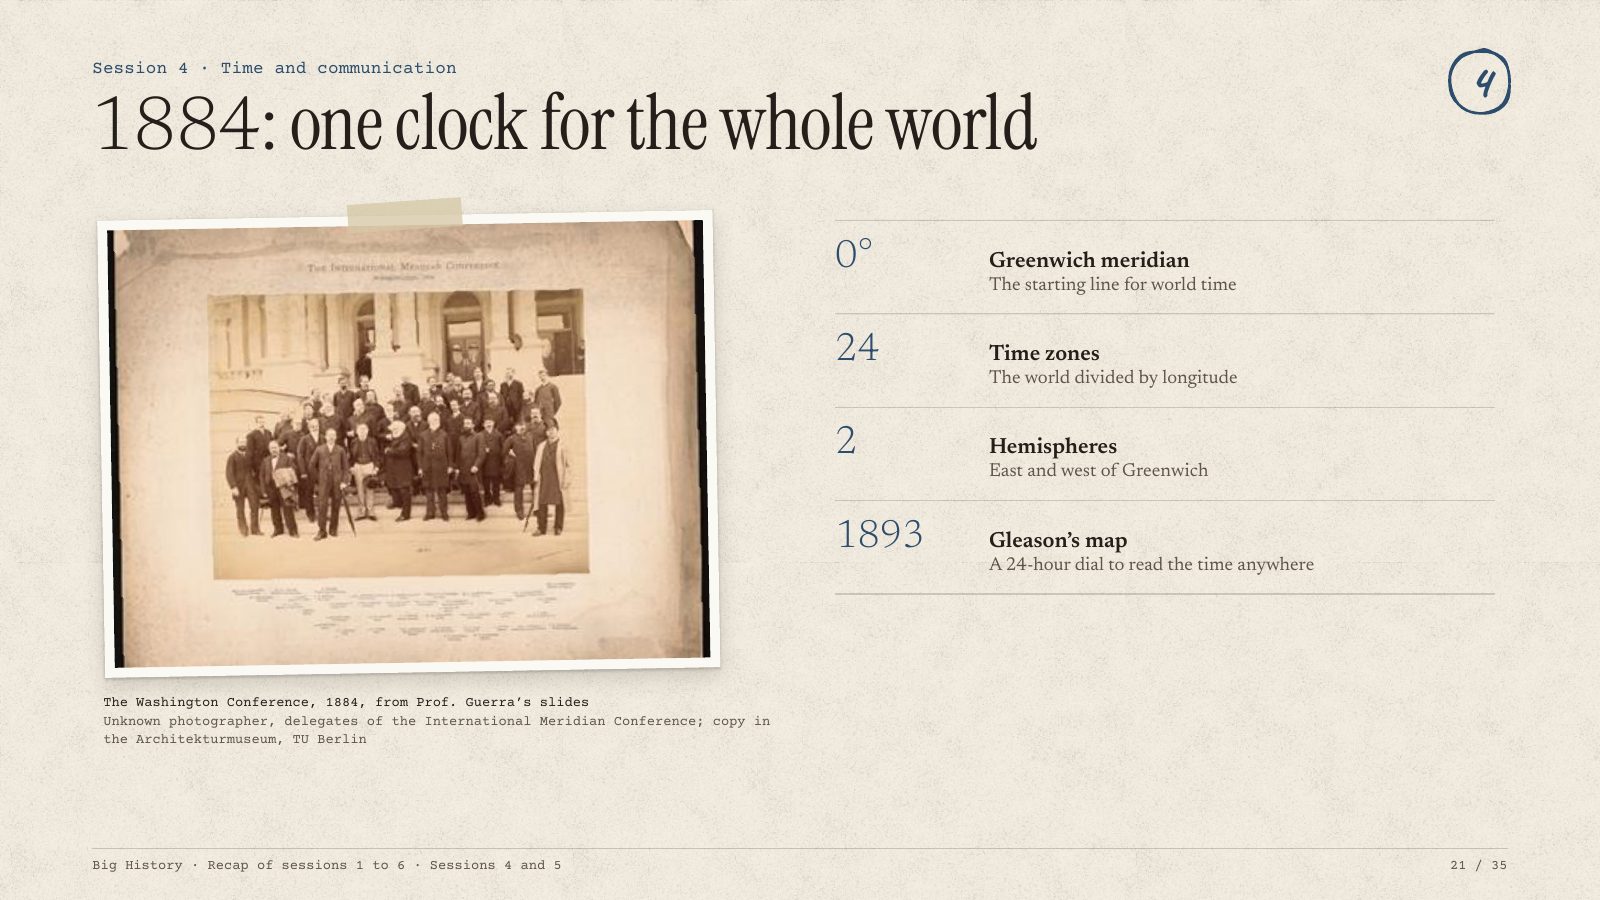 Session 4 · Time and communication
4
1884: one clock for the whole world
The International Meridian Conference
0°
Greenwich meridian
The starting line for world time
24
Time zones
The world divided by longitude
2
Hemispheres
East and west of Greenwich
1893
Gleason’s map
A 24-hour dial to read the time anywhere
The Washington Conference, 1884, from Prof. Guerra’s slides
Unknown photographer, delegates of the International Meridian Conference; copy in
the Architekturmuseum, TU Berlin
Big History · Recap of sessions 1 to 6 · Sessions 4 and 5
21 / 35